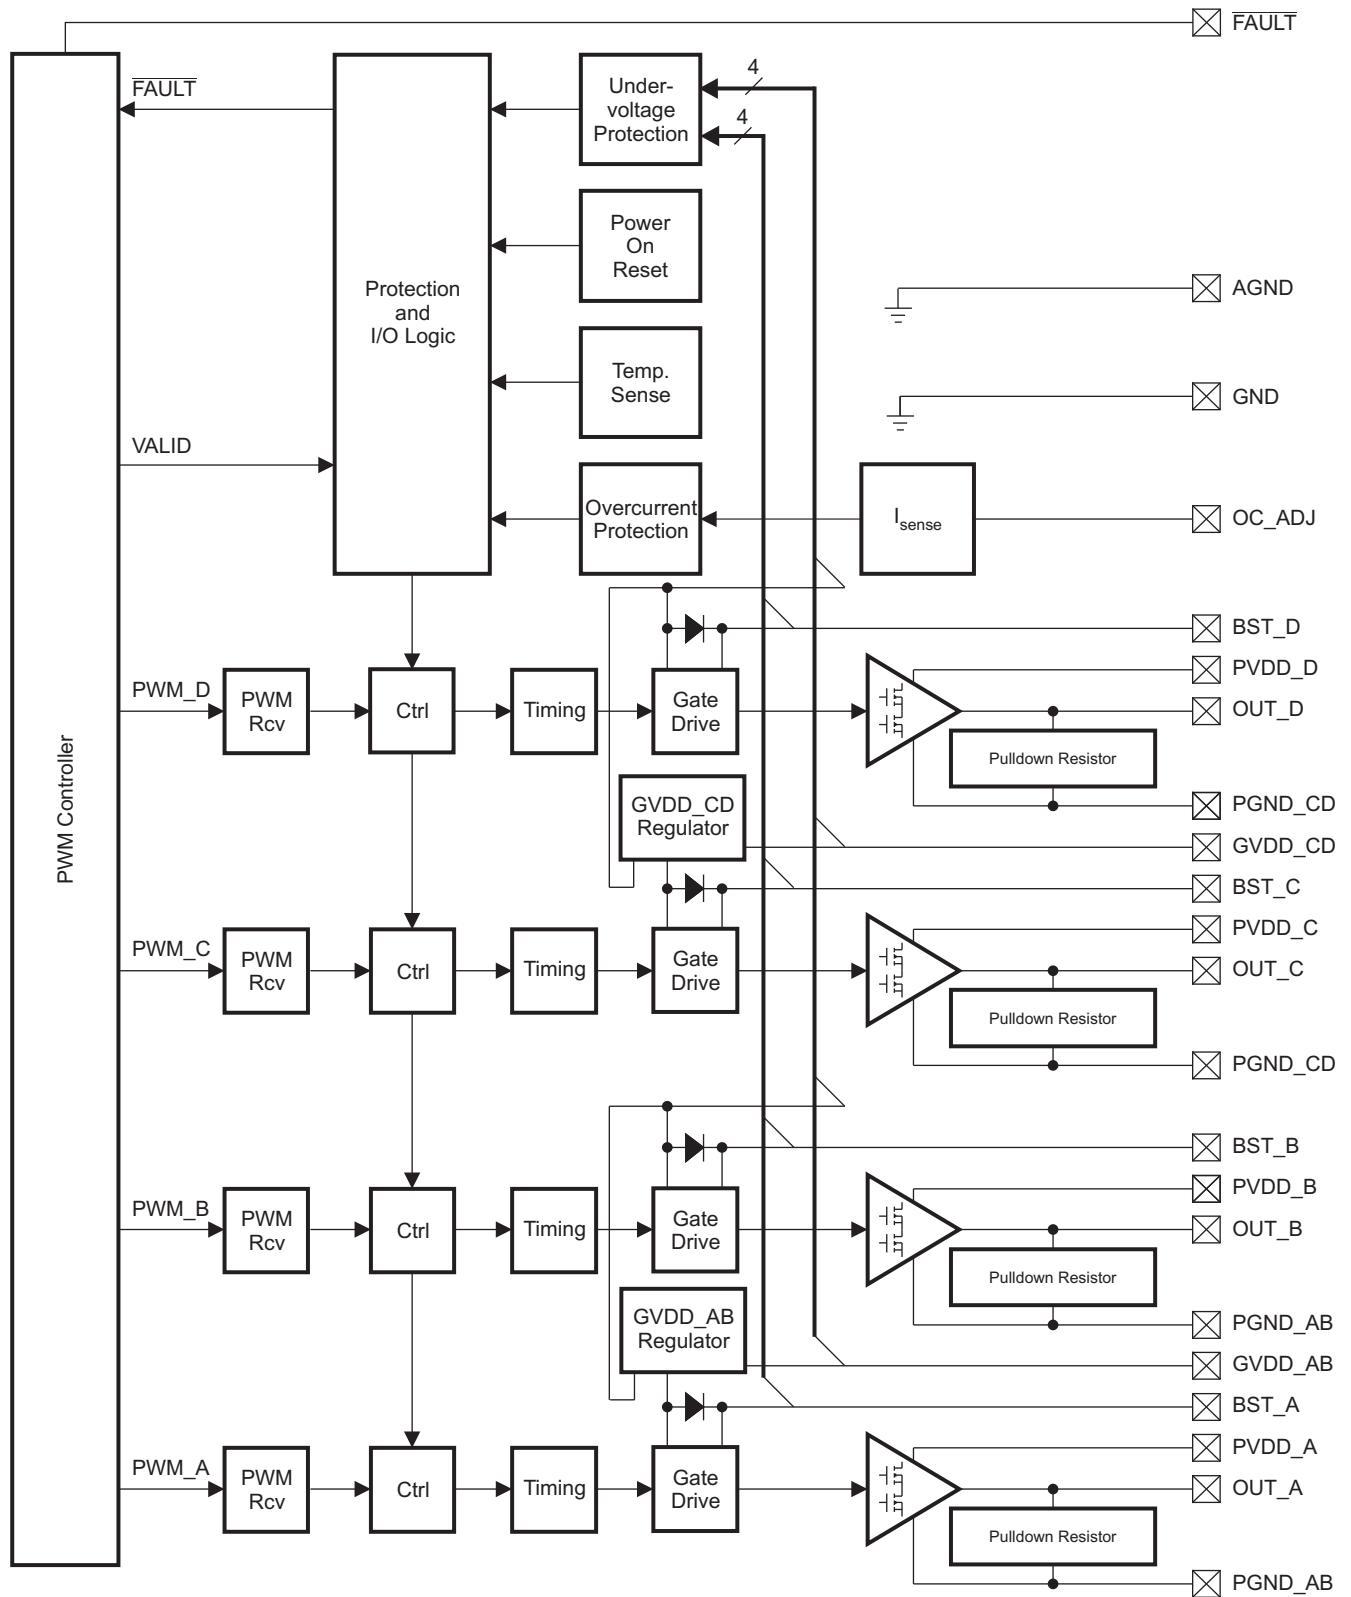 FAULT
4
FAULT
Under-
voltage
Protection
4
Power
On
Reset
AGND
Protection
and
I/O Logic
Temp.
Sense
GND
VALID
Overcurrent
Protection
Isense
OC_ADJ
BST_D
PVDD_D
PWM_D
PWM
Rcv
Ctrl
Timing
Gate
Drive
OUT_D
Pulldown Resistor
PWM Controller
GVDD_CD
Regulator
PGND_CD
GVDD_CD
BST_C
PVDD_C
PWM_C
PWM
Rcv
Ctrl
Timing
Gate
Drive
OUT_C
Pulldown Resistor
PGND_CD
BST_B
PVDD_B
PWM_B
PWM
Rcv
Ctrl
Timing
Gate
Drive
OUT_B
Pulldown Resistor
GVDD_AB
Regulator
PGND_AB
GVDD_AB
BST_A
PVDD_A
PWM_A
PWM
Rcv
Ctrl
Timing
Gate
Drive
OUT_A
Pulldown Resistor
PGND_AB